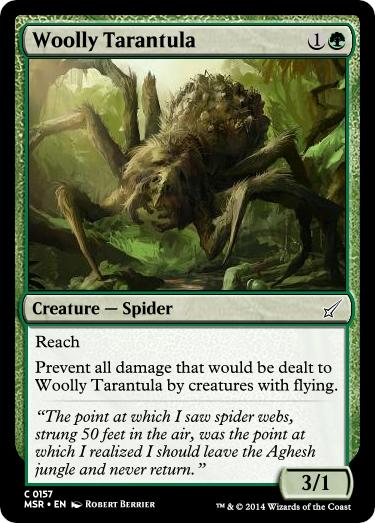 Woolly Tarantula 1
Creature — Spider
Reach
Prevent all damage that would be dealt to
Woolly Tarantula by creatures with flying.
“The point at which I saw spider webs,
strung 50 feet in the air, was the point at
which I realized I should leave the Aghesh
jungle and never return.”
3/1
C 0157
MSR • EN Robert Berrier
™ & © 2014 Wizards of the Coast